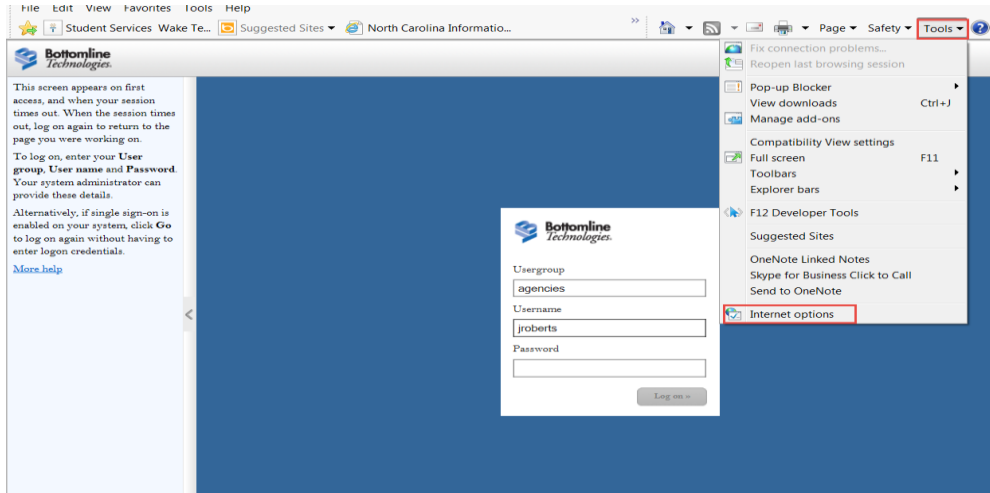 File Edit View Favorites Tools Help
Student Services Wake Te... Suggested Sites North Carolina Informatio... » Page Safety Tools
Bottomline
Technologies.
This screen appears on first
access, and when your session
times out. When the session times
out, log on again to return to the
page you were working on.
To log on, enter your User
group, User name and Password.
Your system administrator can
provide these details.
Alternatively, if single sign-on is
enabled on your system, click Go
to log on again without having to
enter logon credentials.
More help
Bottomline
Technologies.
Usergroup
agencies
Username
jroberts
Password
Log on »
Fix connection problems...
Reopen last browsing session
Pop-up Blocker
View downloads Ctrl+J
Manage add-ons
Compatibility View settings
Full screen F11
Toolbars
Explorer bars
F12 Developer Tools
Suggested Sites
OneNote Linked Notes
Skype for Business Click to Call
Send to OneNote
Internet options